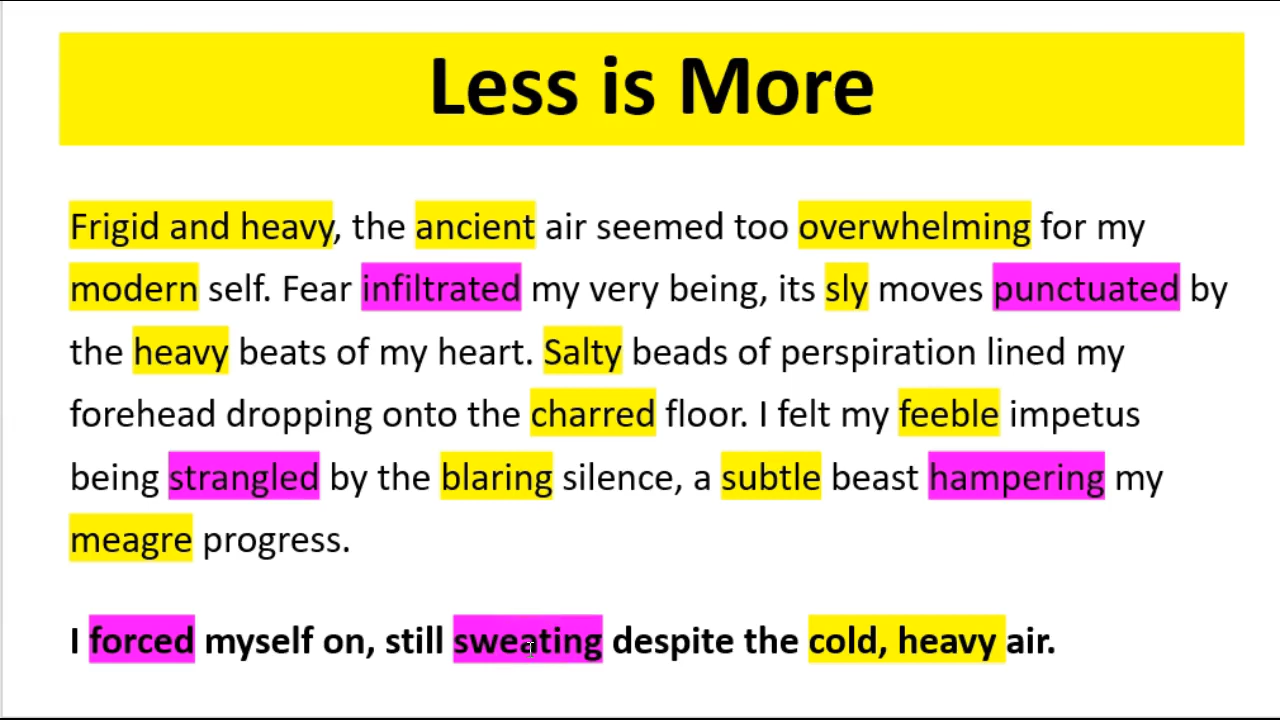 Less is More
Frigid and heavy, the ancient air seemed too overwhelming for my
modern self. Fear infiltrated my very being, its sly moves punctuated by
the heavy beats of my heart. Salty beads of perspiration lined my
forehead dropping onto the charred floor. I felt my feeble impetus
being strangled by the blaring silence, a subtle beast hampering my
meagre progress.
I forced myself on, still sweating despite the cold, heavy air.